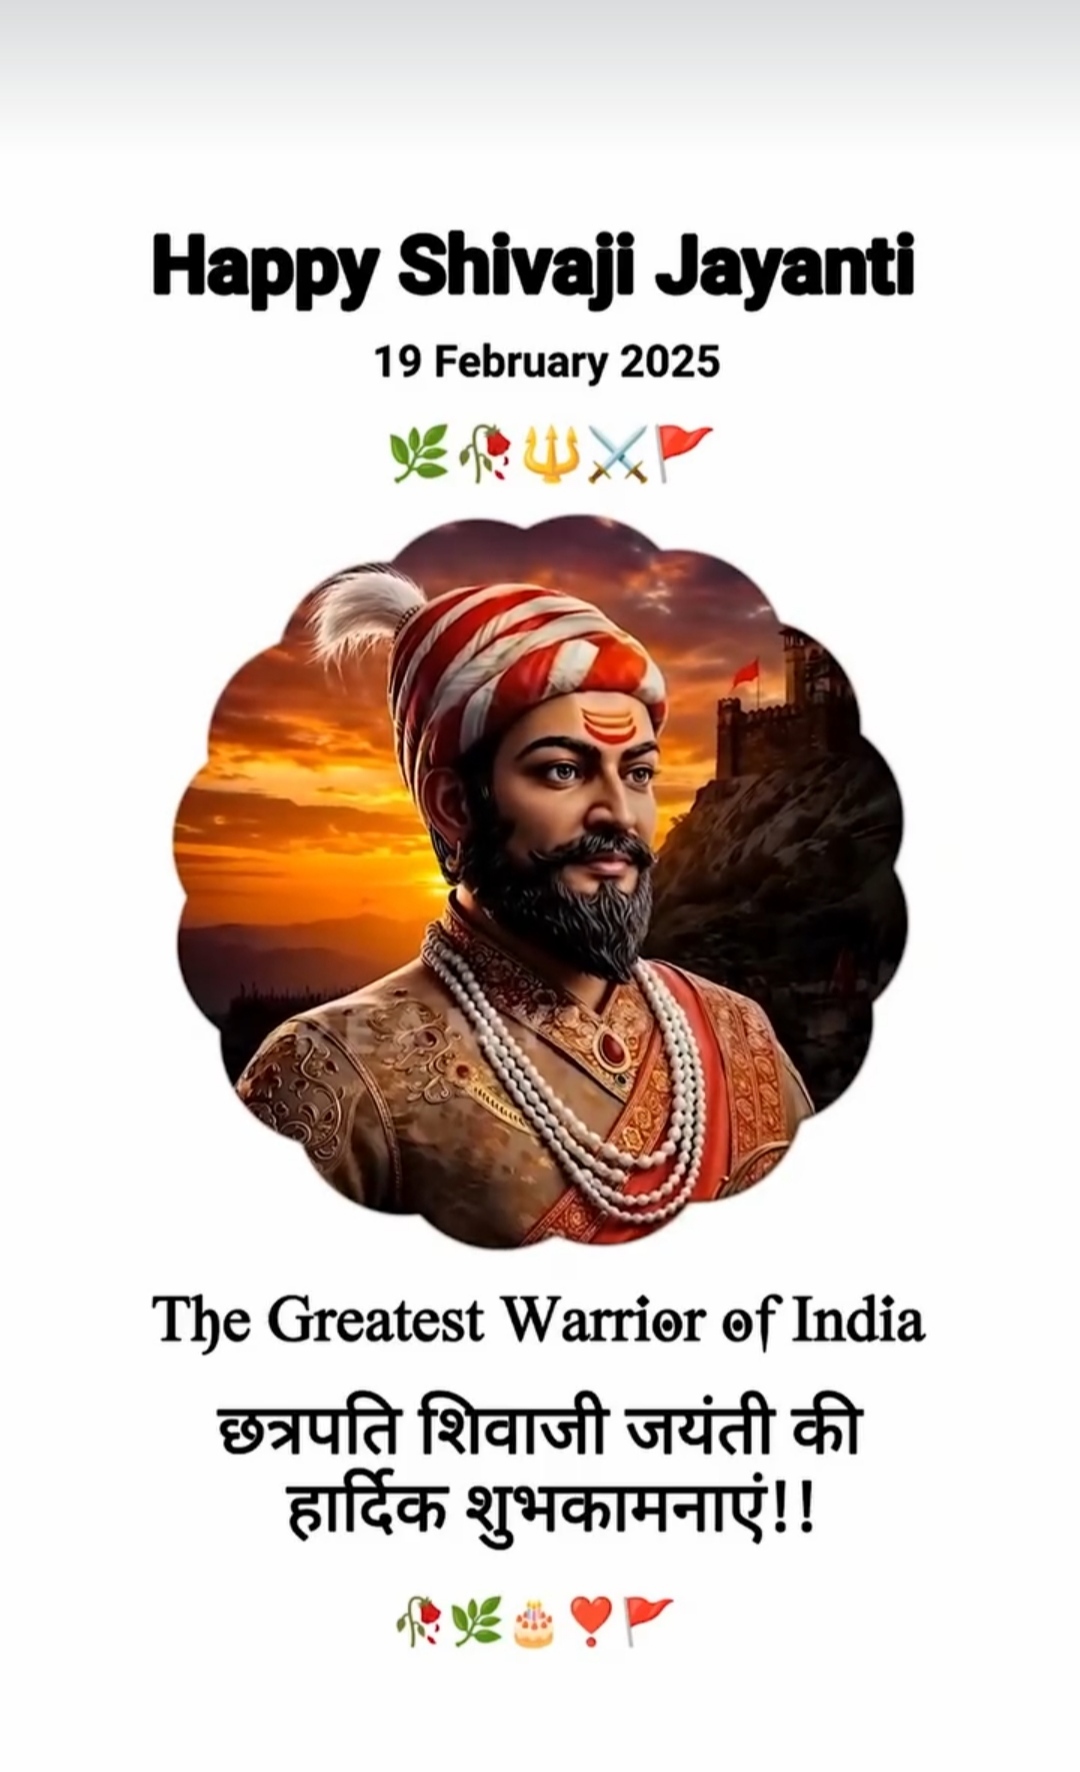 Happy Shivaji Jayanti
19 February 2025
🌿🥀🔱⚔️🚩
The Greatest Warrior of India
छत्रपति शिवाजी जयंती की
हार्दिक शुभकामनाएं!!
🥀🌿🎂❣️🚩